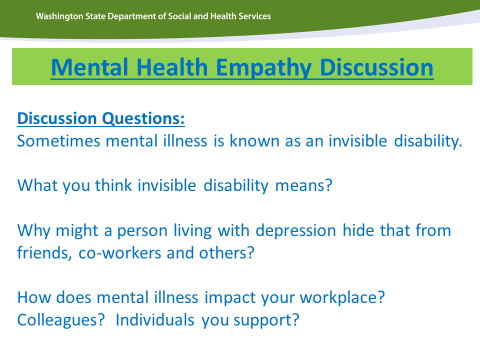 Washington State Department of Social and Health Services
Mental Health Empathy Discussion
Discussion Questions:
Sometimes mental illness is known as an invisible disability.
What you think invisible disability means?
Why might a person living with depression hide that from
friends, co-workers and others?
How does mental illness impact your workplace?
Colleagues? Individuals you support?